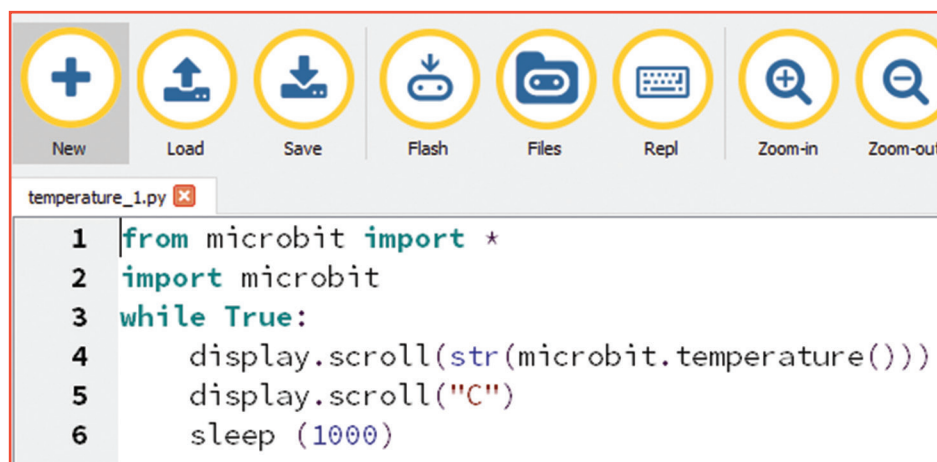 New Load Save Flash Files Repl Zoom-in Zoom-out
temperature_1.py
1 from microbit import *
2 import microbit
3 while True:
4 display.scroll(str(microbit.temperature()))
5 display.scroll("C")
6 sleep (1000)